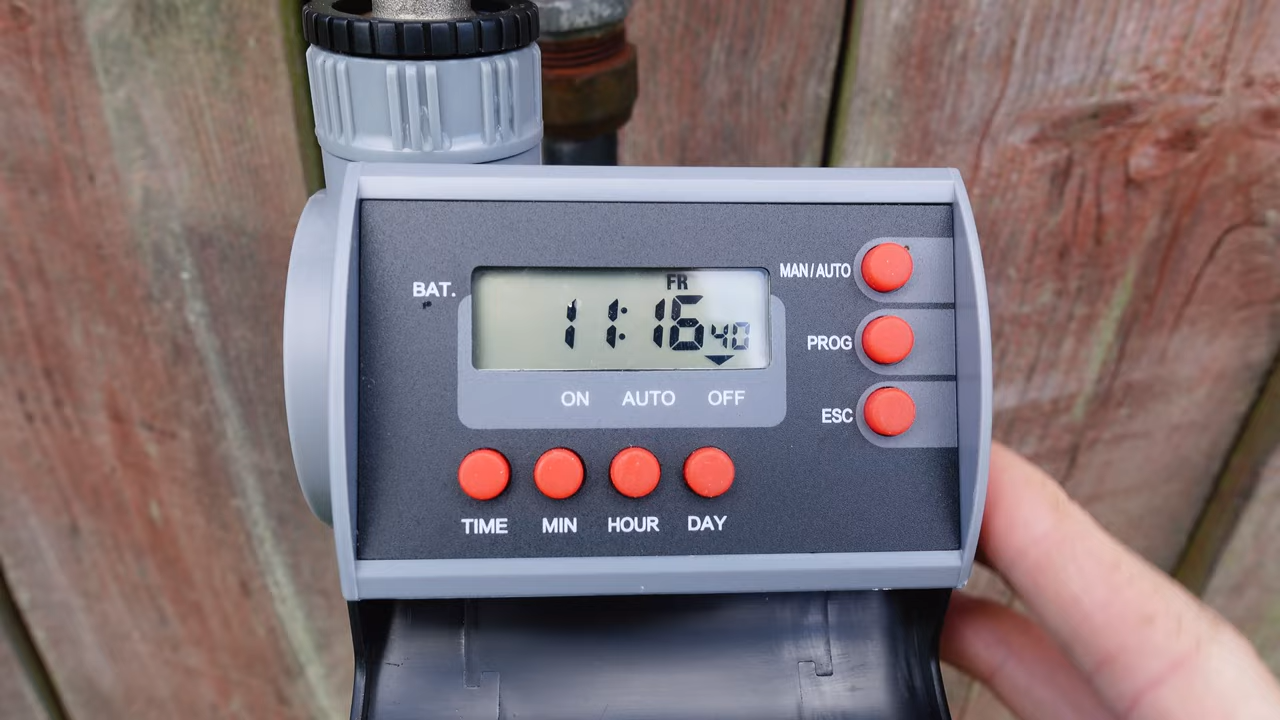 MAN/AUTO
FR
BAT.
11:16 40
PROG
ON AUTO OFF
ESC
TIME MIN HOUR DAY